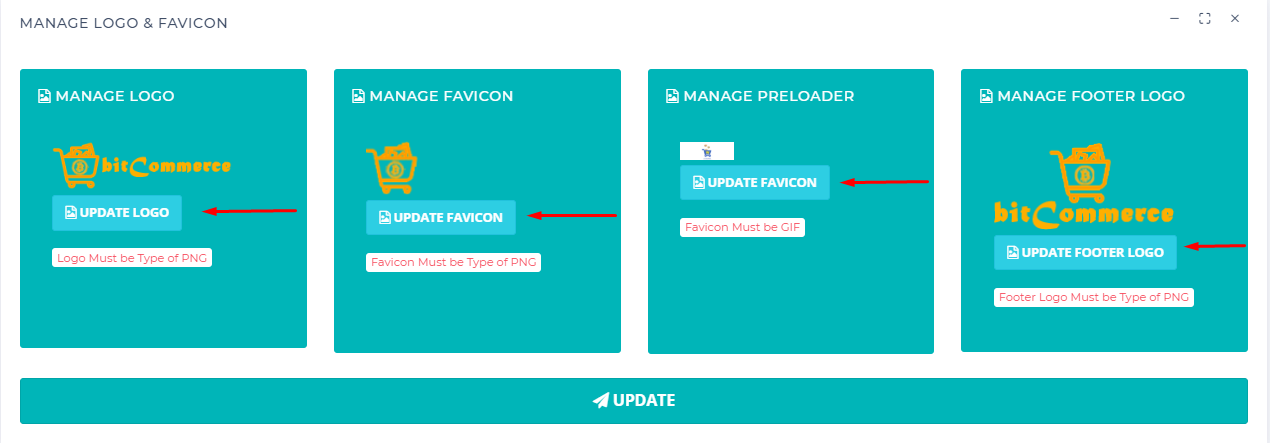 MANAGE LOGO & FAVICON
MANAGE LOGO
bitCommerce
UPDATE LOGO
Logo Must be Type of PNG
MANAGE FAVICON
UPDATE FAVICON
Favicon Must be Type of PNG
MANAGE PRELOADER
UPDATE FAVICON
Favicon Must be GIF
MANAGE FOOTER LOGO
bitCommerce
UPDATE FOOTER LOGO
Footer Logo Must be Type of PNG
UPDATE